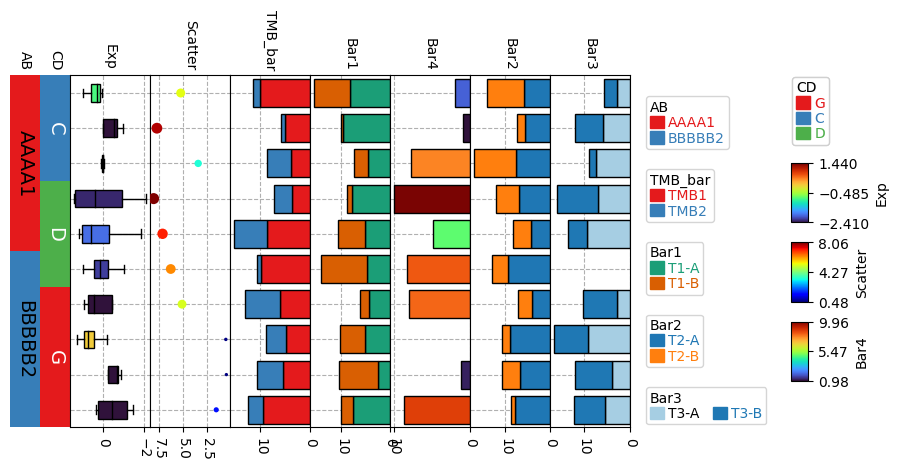 AB
CD
Exp
Scatter
TMB_bar
Bar1
Bar4
Bar2
Bar3
AAAA1
BBBBB2
C
D
G
0
−2
7.5
5.0
2.5
10
0
10
0
10
0
10
0
10
0
AB
AAAA1
BBBBB2
TMB_bar
TMB1
TMB2
Bar1
T1-A
T1-B
Bar2
T2-A
T2-B
Bar3
T3-A T3-B
CD
G
C
D
1.440
−0.485
−2.410
Exp
8.06
4.27
0.48
Scatter
9.96
5.47
0.98
Bar4